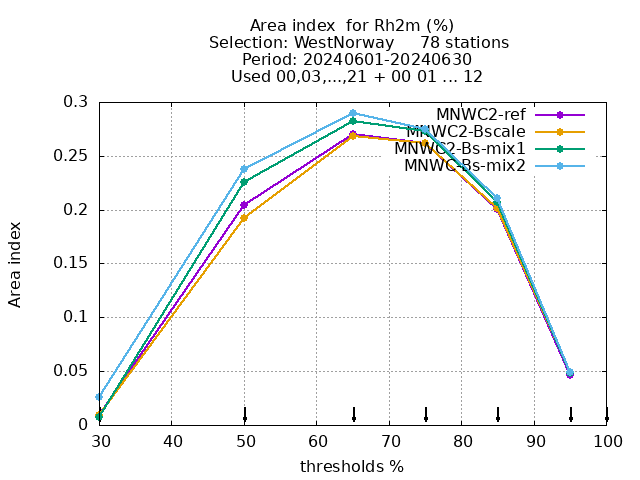 Area index  for Rh2m (%)
Selection: WestNorway     78 stations
Period: 20240601-20240630
Used 00,03,...,21 + 00 01 ... 12
MNWC2-ref
MNWC2-Bscale
MNWC2-Bs-mix1
MNWC-Bs-mix2
0.3
0.25
0.2
0.15
0.1
0.05
0
Area index
30 40 50 60 70 80 90 100
thresholds %